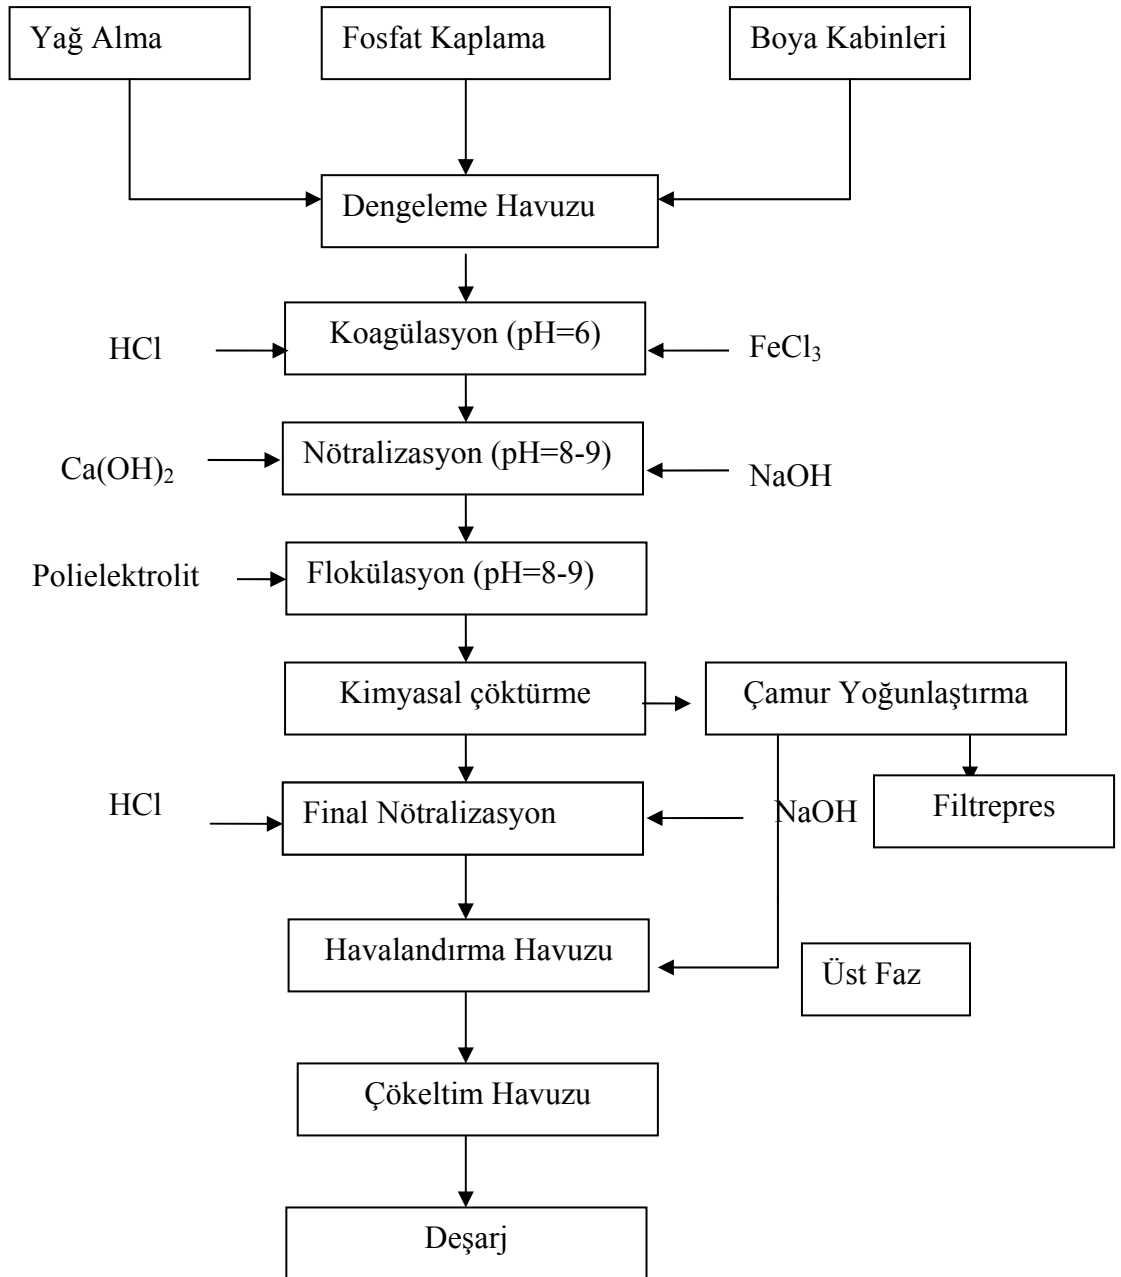 Yağ Alma
Fosfat Kaplama
Boya Kabinleri
Dengeleme Havuzu
HCl
Koagülasyon (pH=6)
FeCl₃
Ca(OH)₂
Nötralizasyon (pH=8-9)
NaOH
Polielektrolit
Flokülasyon (pH=8-9)
Kimyasal çöktürme
Çamur Yoğunlaştırma
HCl
Final Nötralizasyon
NaOH
Filtrepres
Havalandırma Havuzu
Üst Faz
Çökeltim Havuzu
Deşarj